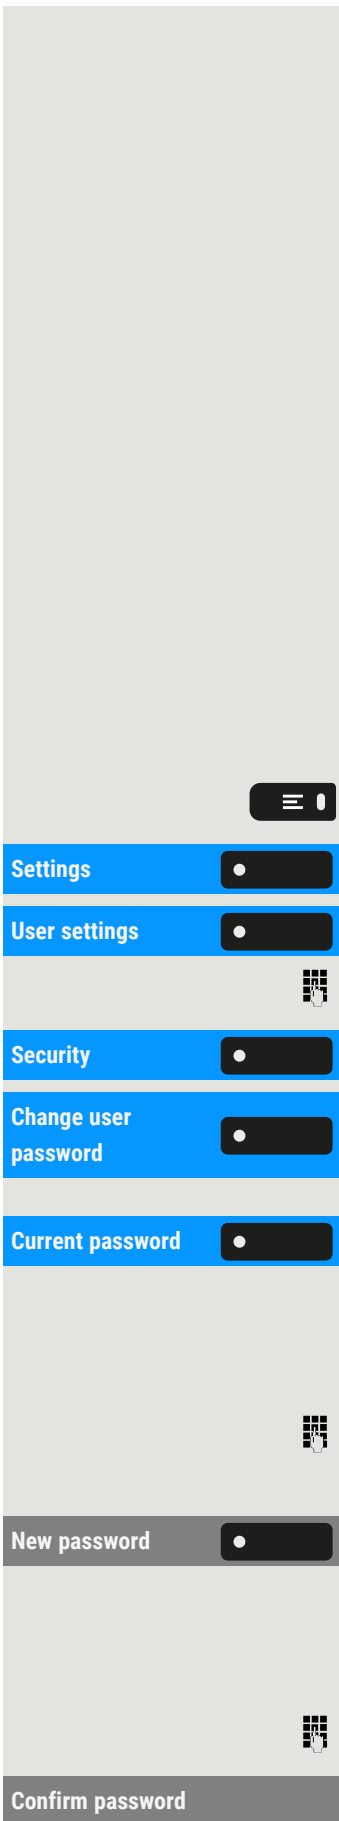 Settings
User settings
Security
Change user
password
Current password
New password
Confirm password